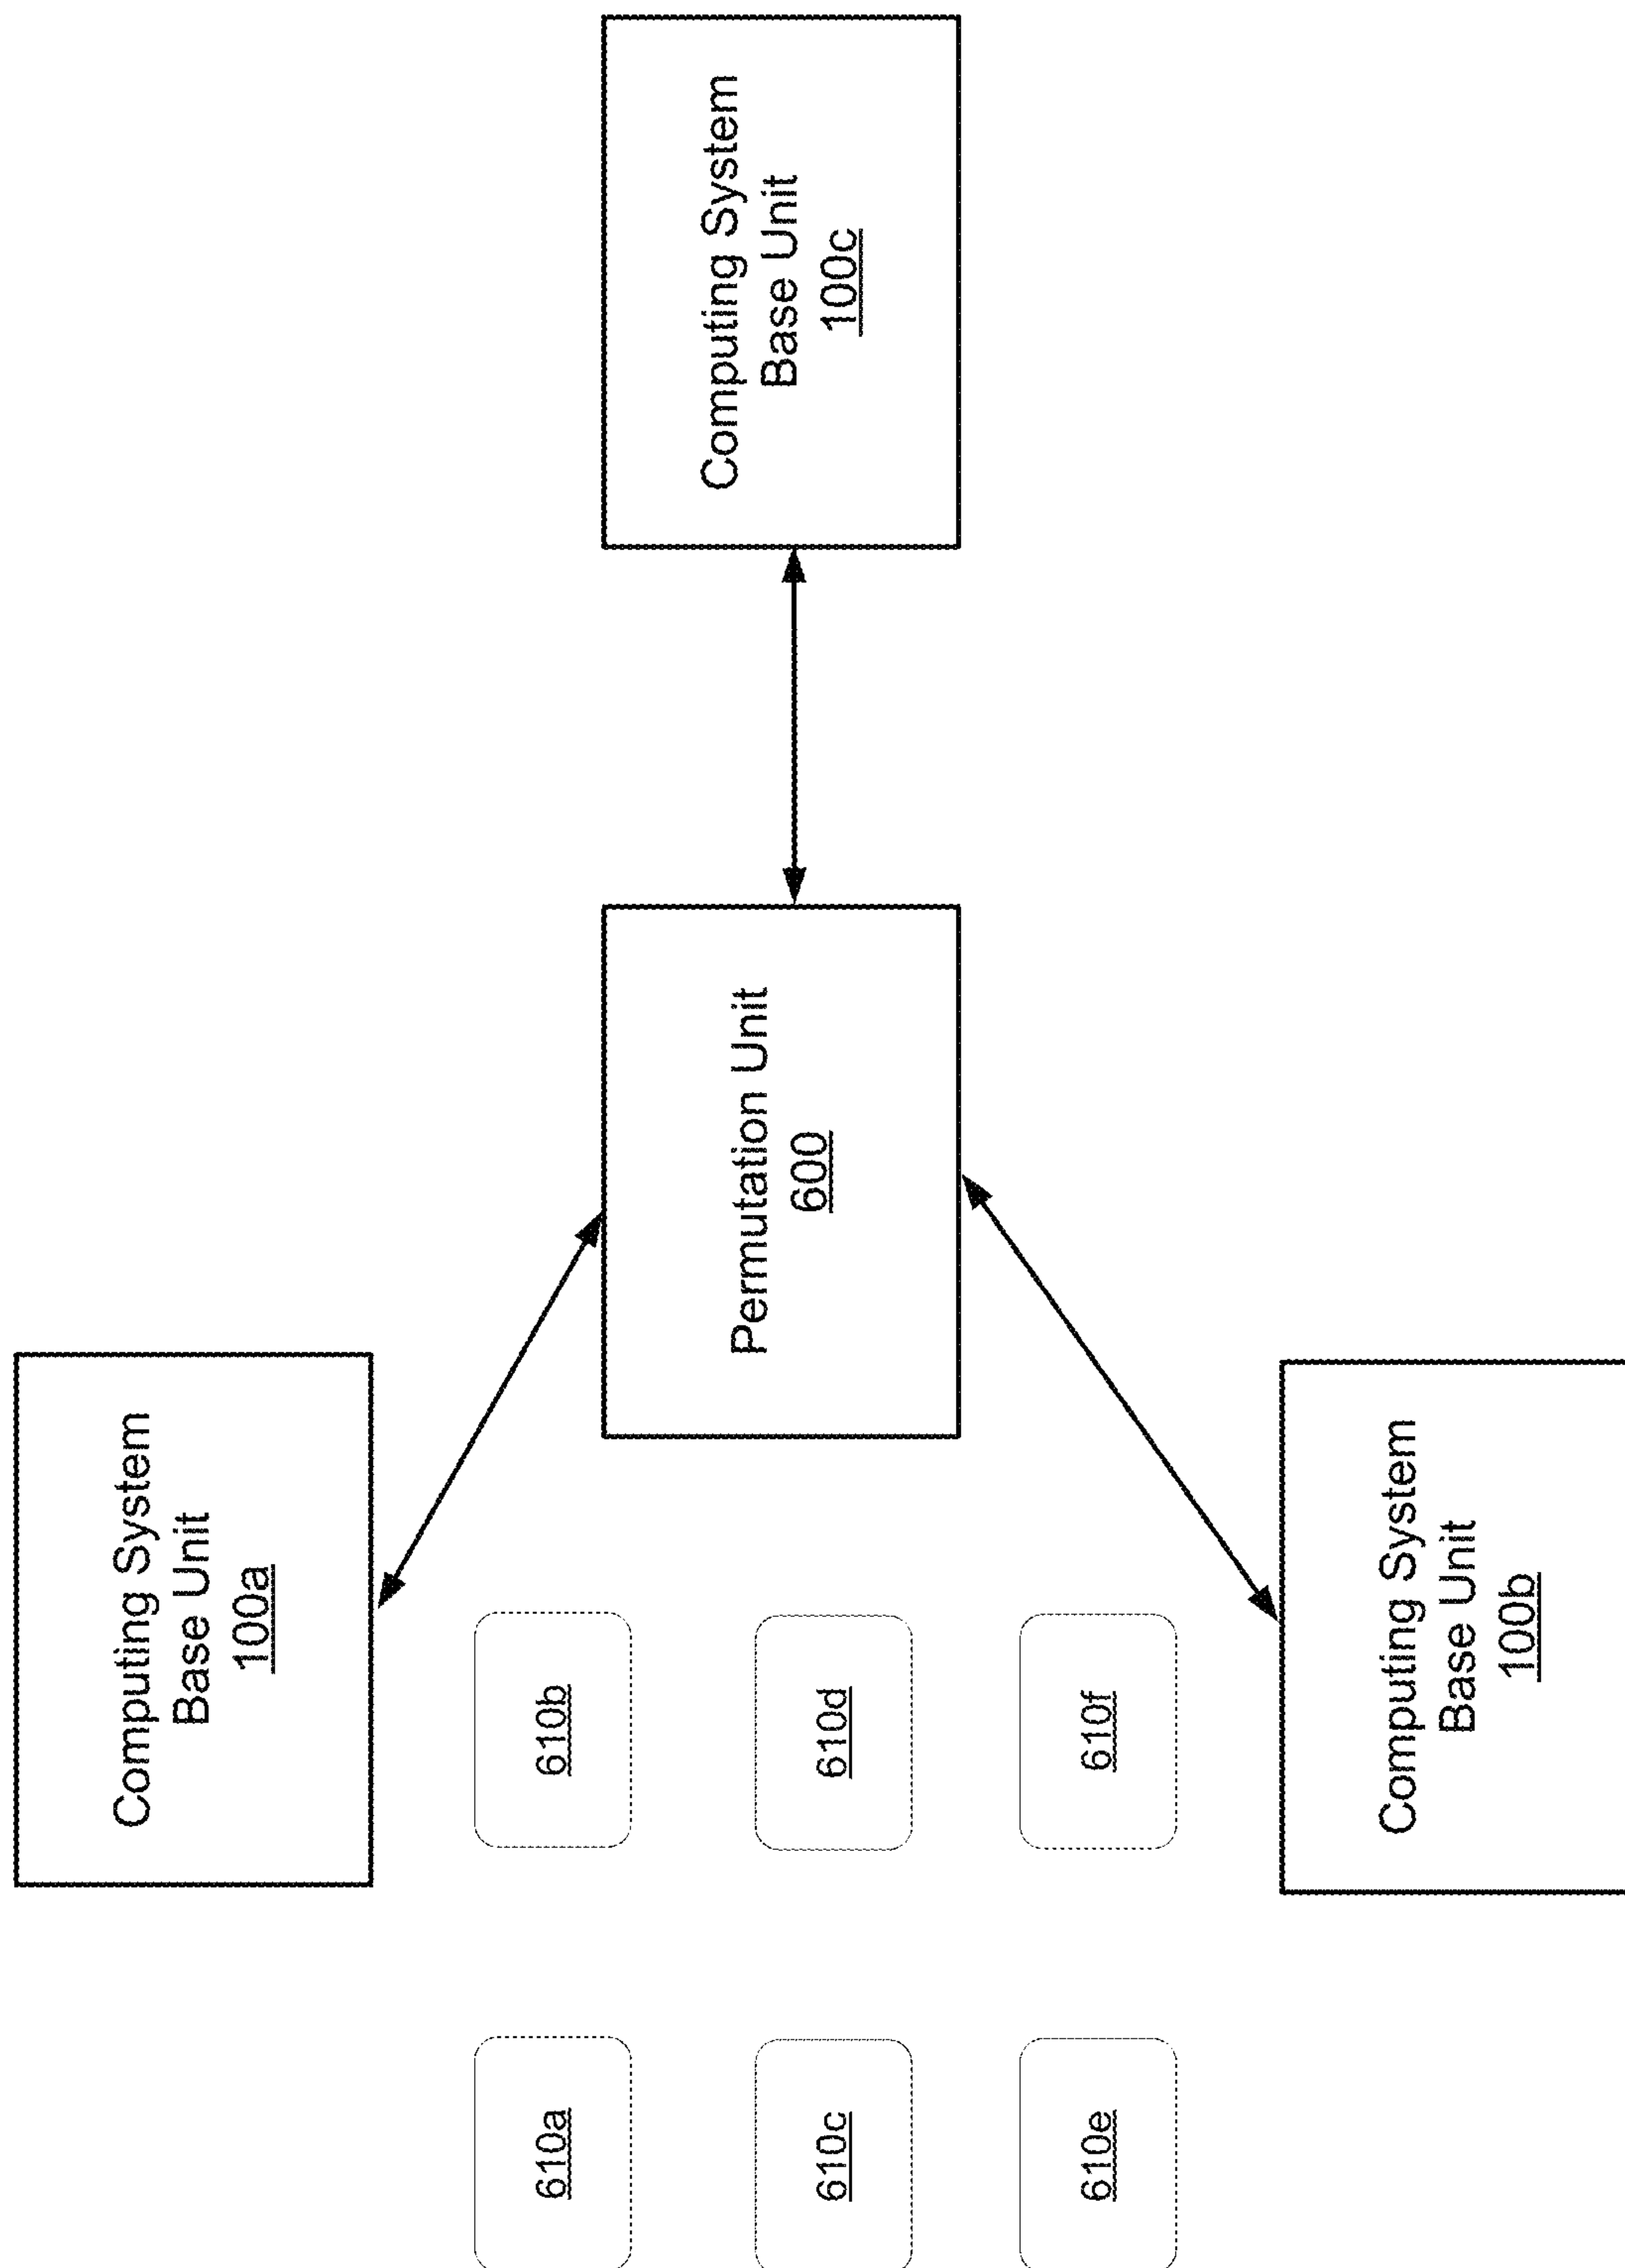 Computing System
Base Unit
100a
610a
610b
610c
610d
Permutation Unit
600
Computing System
Base Unit
100c
610e
610f
Computing System
Base Unit
100b